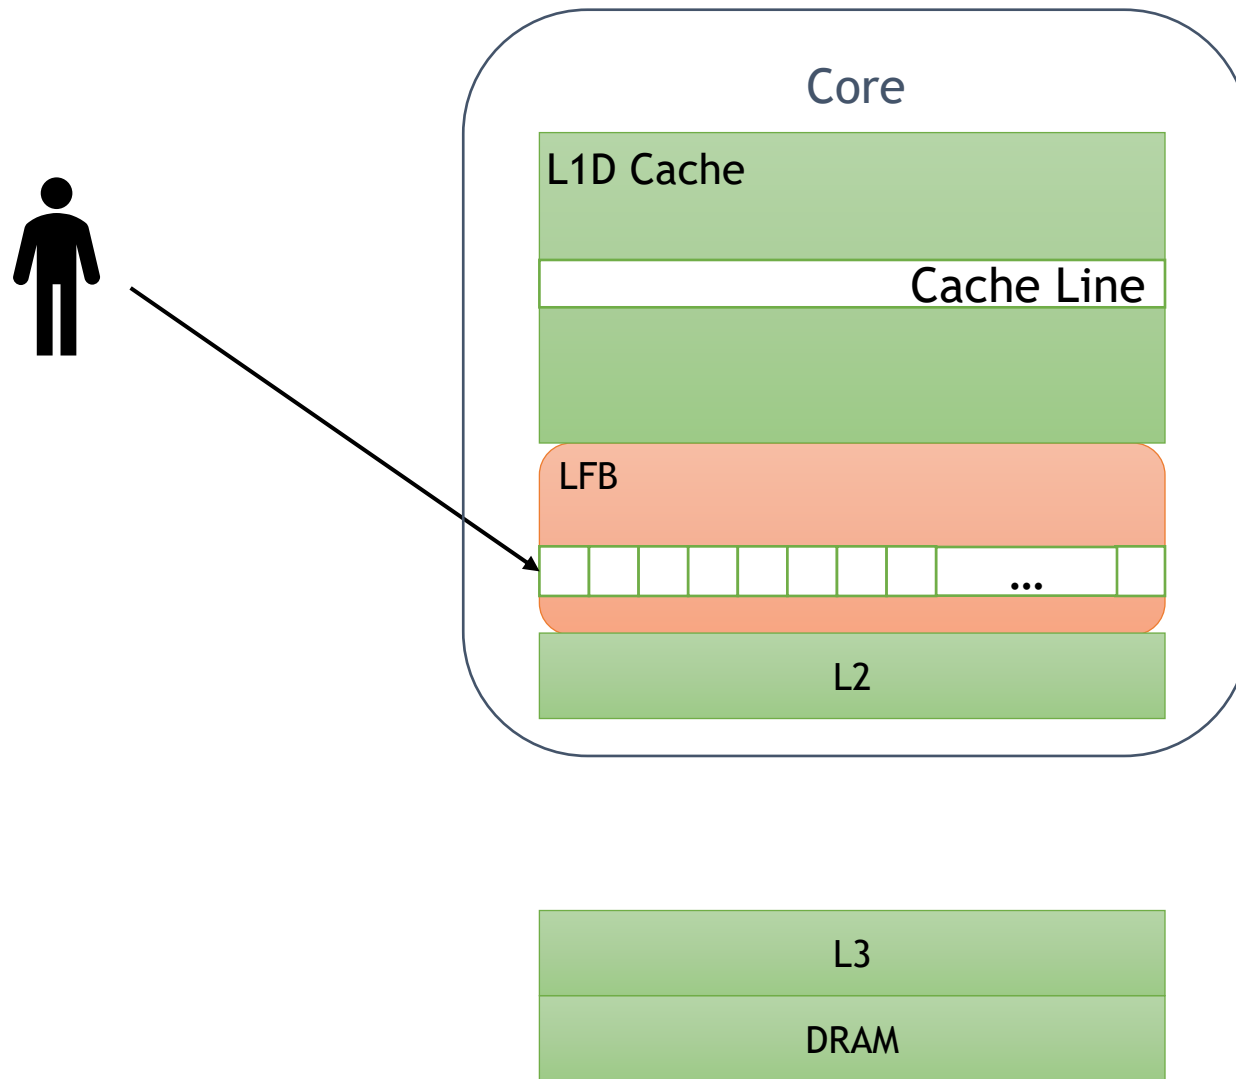 Core
L1D Cache
Cache Line
LFB
...
L2
L3
DRAM